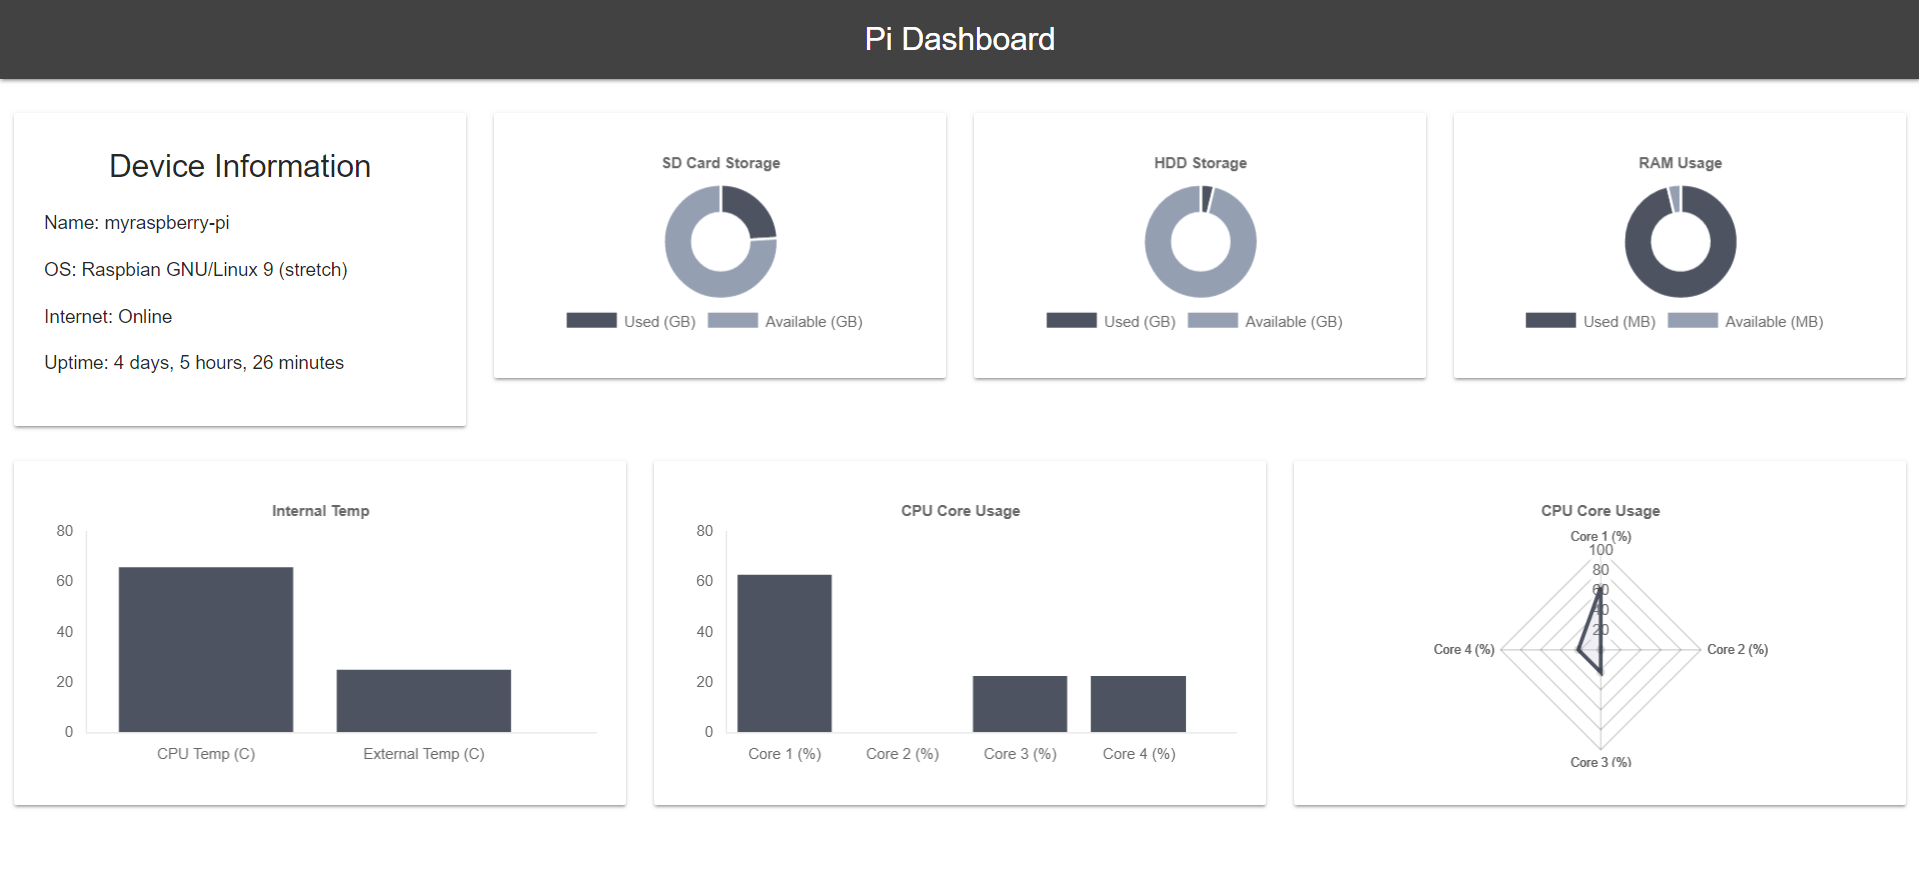 Pi Dashboard
Device Information
Name: myraspberry-pi
OS: Raspbian GNU/Linux 9 (stretch)
Internet: Online
Uptime: 4 days, 5 hours, 26 minutes
SD Card Storage
Used (GB) Available (GB)
HDD Storage
Used (GB) Available (GB)
RAM Usage
Used (MB) Available (MB)
Internal Temp
80
60
40
20
0
CPU Temp (C) External Temp (C)
CPU Core Usage
80
60
40
20
0
Core 1 (%) Core 2 (%) Core 3 (%) Core 4 (%)
CPU Core Usage
Core 1 (%)
100
80
60
40
20
Core 4 (%) Core 2 (%)
Core 3 (%)